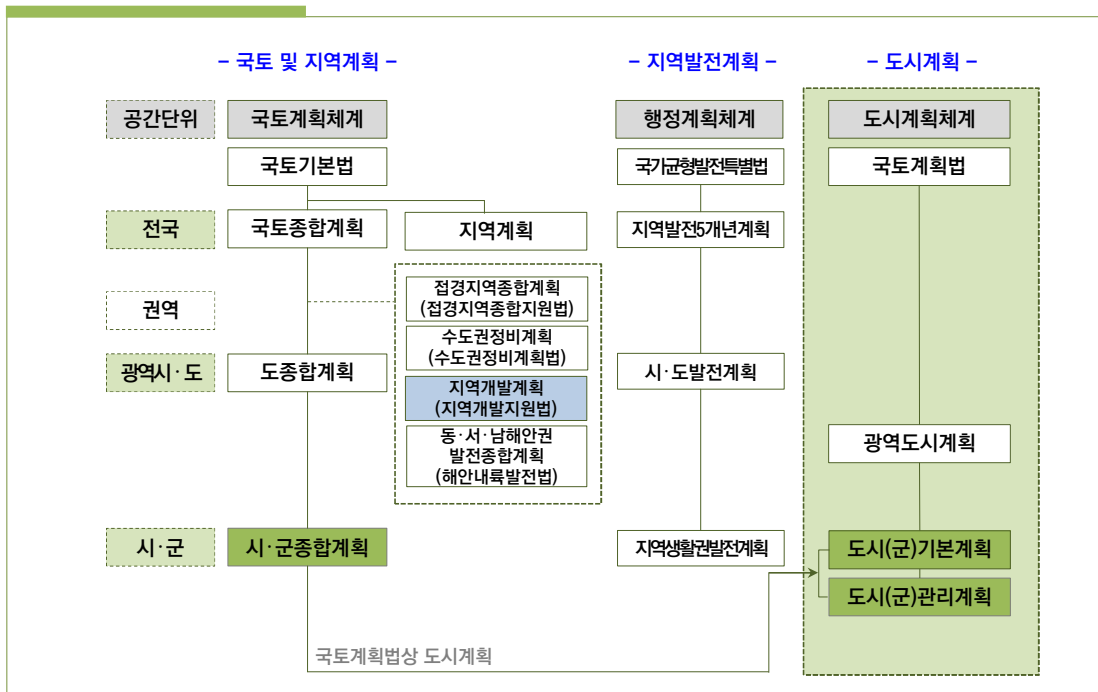 – 국토 및 지역계획 –
– 지역발전계획 –
– 도시계획 –
공간단위
국토계획체계
행정계획체계
도시계획체계
국토기본법
국가균형발전특별법
국토계획법
전국
국토종합계획
지역계획
지역발전5개년계획
권역
접경지역종합계획
(접경지역종합지원법)
수도권정비계획
(수도권정비계획법)
광역시·도
도종합계획
시·도발전계획
지역개발계획
(지역개발지원법)
동·서·남해안권
발전종합계획
(해안내륙발전법)
광역도시계획
시·군
시·군종합계획
지역생활권발전계획
도시(군)기본계획
도시(군)관리계획
국토계획법상 도시계획